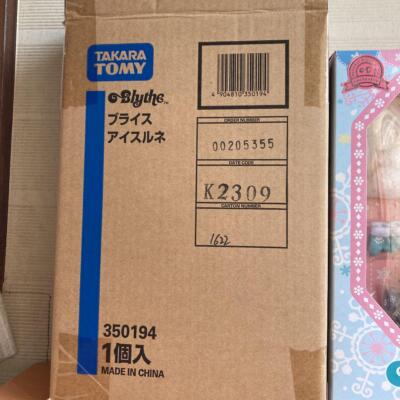 TAKARA
TOMY
Blythe™
ブライス
アイスルネ
4 904810 350194
ORDER NUMBER
00205355
DATE CODE
K2309
CARTON NUMBER
1622
350194
1個入
MADE IN CHINA